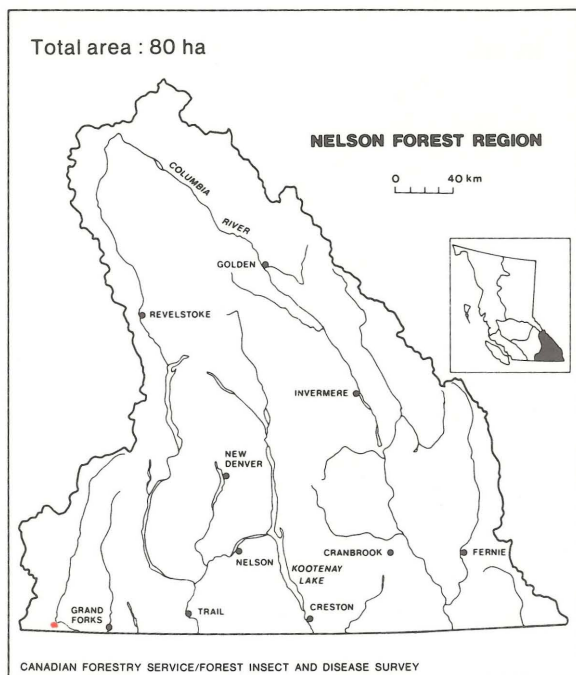 Total area : 80 ha
NELSON FOREST REGION
0 40 km
COLUMBIA
RIVER
GOLDEN
REVELSTOKE
INVERMERE
NEW
DENVER
NELSON
KOOTENAY
LAKE
CRANBROOK
FERNIE
GRAND
FORKS
TRAIL
CRESTON
CANADIAN FORESTRY SERVICE/FOREST INSECT AND DISEASE SURVEY